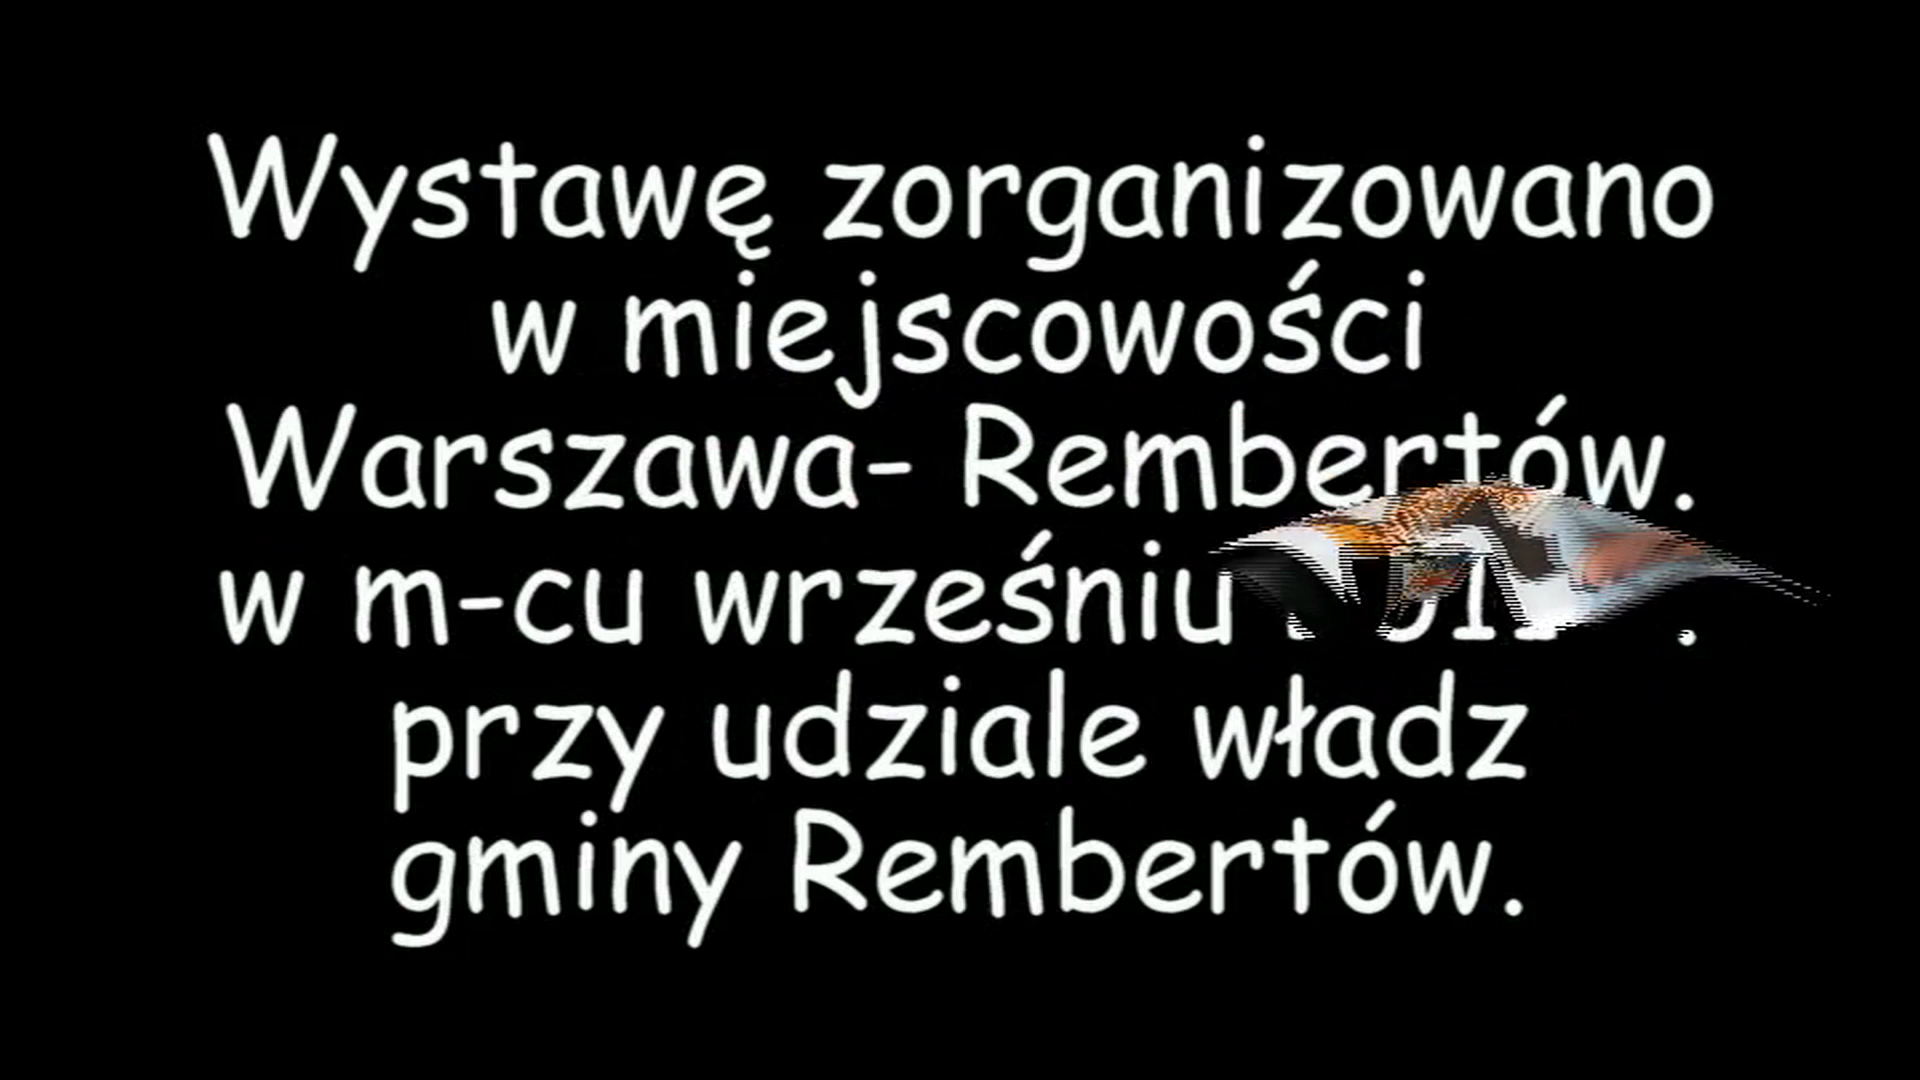 Wystawę zorganizowano
w miejscowości
Warszawa- Rembertów.
w m-cu wrześniu
przy udziale władz
gminy Rembertów.